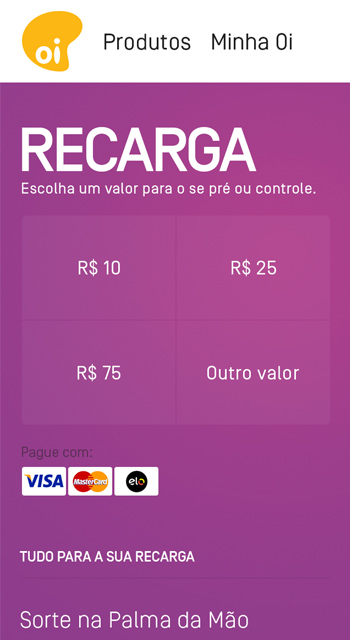 oi
Produtos Minha Oi
RECARGA
Escolha um valor para o se pré ou controle.
R$ 10
R$ 25
R$ 75
Outro valor
Pague com:
VISA MasterCard elo
TUDO PARA A SUA RECARGA
Sorte na Palma da Mão